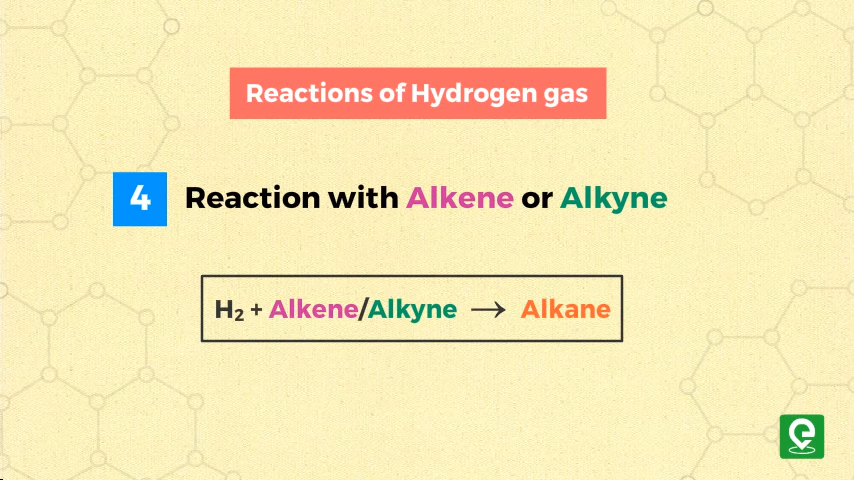 Reactions of Hydrogen gas
4 Reaction with Alkene or Alkyne
H₂ + Alkene/Alkyne → Alkane